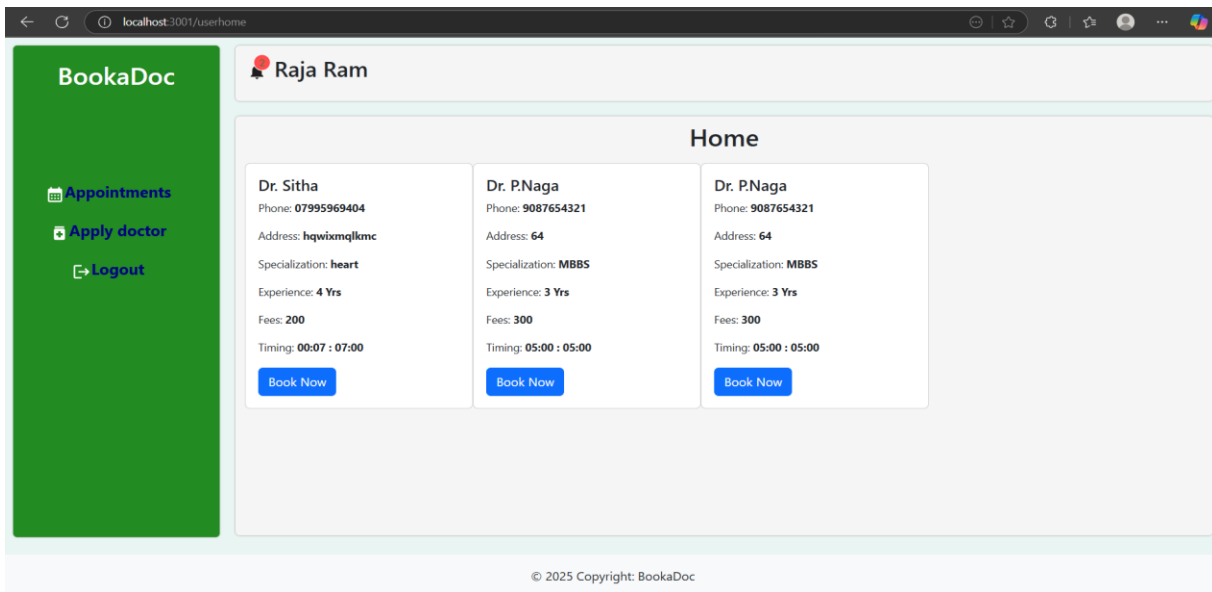 localhost:3001/userhome
BookaDoc
Appointments
Apply doctor
Logout
2
Raja Ram
Home
Dr. Sitha
Phone: 07995969404
Address: hqwixmqlkmc
Specialization: heart
Experience: 4 Yrs
Fees: 200
Timing: 00:07 : 07:00
Book Now
Dr. P.Naga
Phone: 9087654321
Address: 64
Specialization: MBBS
Experience: 3 Yrs
Fees: 300
Timing: 05:00 : 05:00
Book Now
Dr. P.Naga
Phone: 9087654321
Address: 64
Specialization: MBBS
Experience: 3 Yrs
Fees: 300
Timing: 05:00 : 05:00
Book Now
© 2025 Copyright: BookaDoc